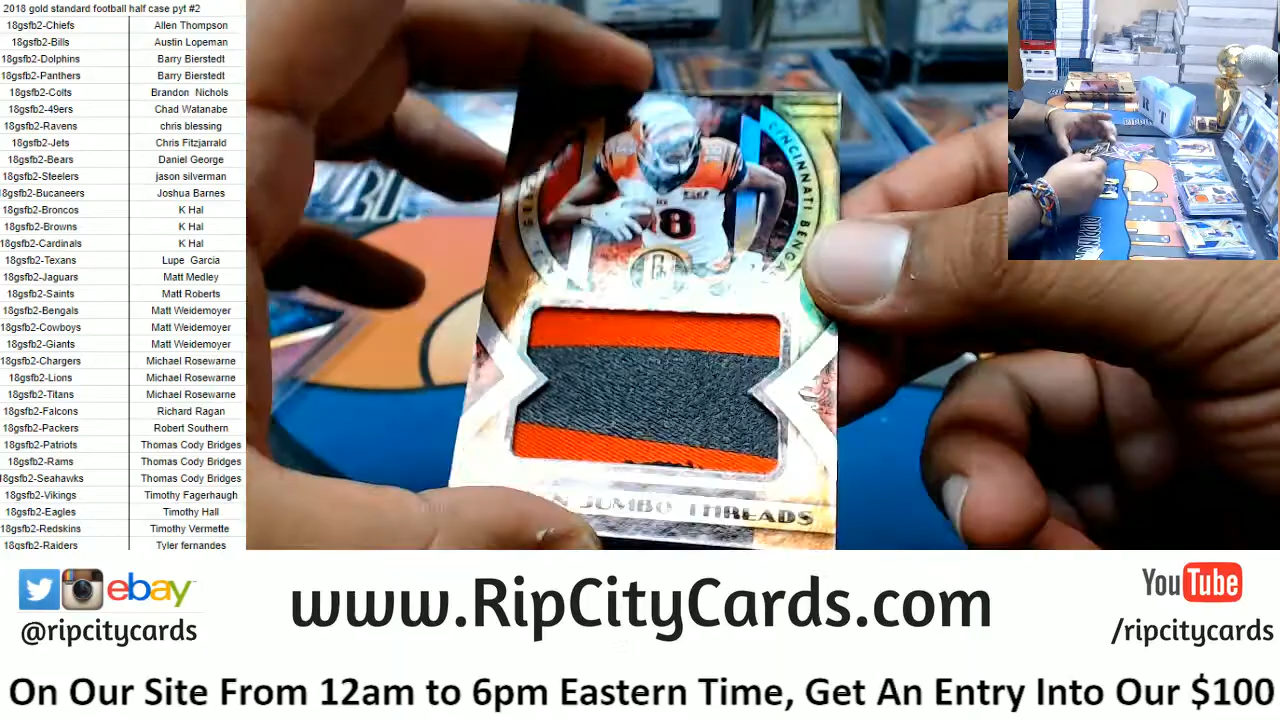 2018 gold standard football half case pyt #2
18gsfb2-Chiefs Allen Thompson
18gsfb2-Bills Austin Lopeman
18gsfb2-Dolphins Barry Bierstedt
18gsfb2-Panthers Barry Bierstedt
18gsfb2-Colts Brandon Nichols
18gsfb2-49ers Chad Watanabe
18gsfb2-Ravens chris blessing
18gsfb2-Jets Chris Fitzjarrald
18gsfb2-Bears Daniel George
18gsfb2-Steelers jason silverman
18gsfb2-Bucaneers Joshua Barnes
18gsfb2-Broncos K Hal
18gsfb2-Browns K Hal
18gsfb2-Cardinals K Hal
18gsfb2-Texans Lupe Garcia
18gsfb2-Jaguars Matt Medley
18gsfb2-Saints Matt Roberts
18gsfb2-Bengals Matt Weidemoyer
18gsfb2-Cowboys Matt Weidemoyer
18gsfb2-Giants Matt Weidemoyer
18gsfb2-Chargers Michael Rosewarne
18gsfb2-Lions Michael Rosewarne
18gsfb2-Titans Michael Rosewarne
18gsfb2-Falcons Richard Ragan
18gsfb2-Packers Robert Southern
18gsfb2-Patriots Thomas Cody Bridges
18gsfb2-Rams Thomas Cody Bridges
18gsfb2-Seahawks Thomas Cody Bridges
18gsfb2-Vikings Timothy Fagerhaugh
18gsfb2-Eagles Timothy Hall
18gsfb2-Redskins Timothy Vermette
18gsfb2-Raiders Tyler fernandes
CINCINNATI BENGA
8
JUMBO THREADS
ebay
@ripcitycards
www.RipCityCards.com
YouTube
/ripcitycards
On Our Site From 12am to 6pm Eastern Time, Get An Entry Into Our $100